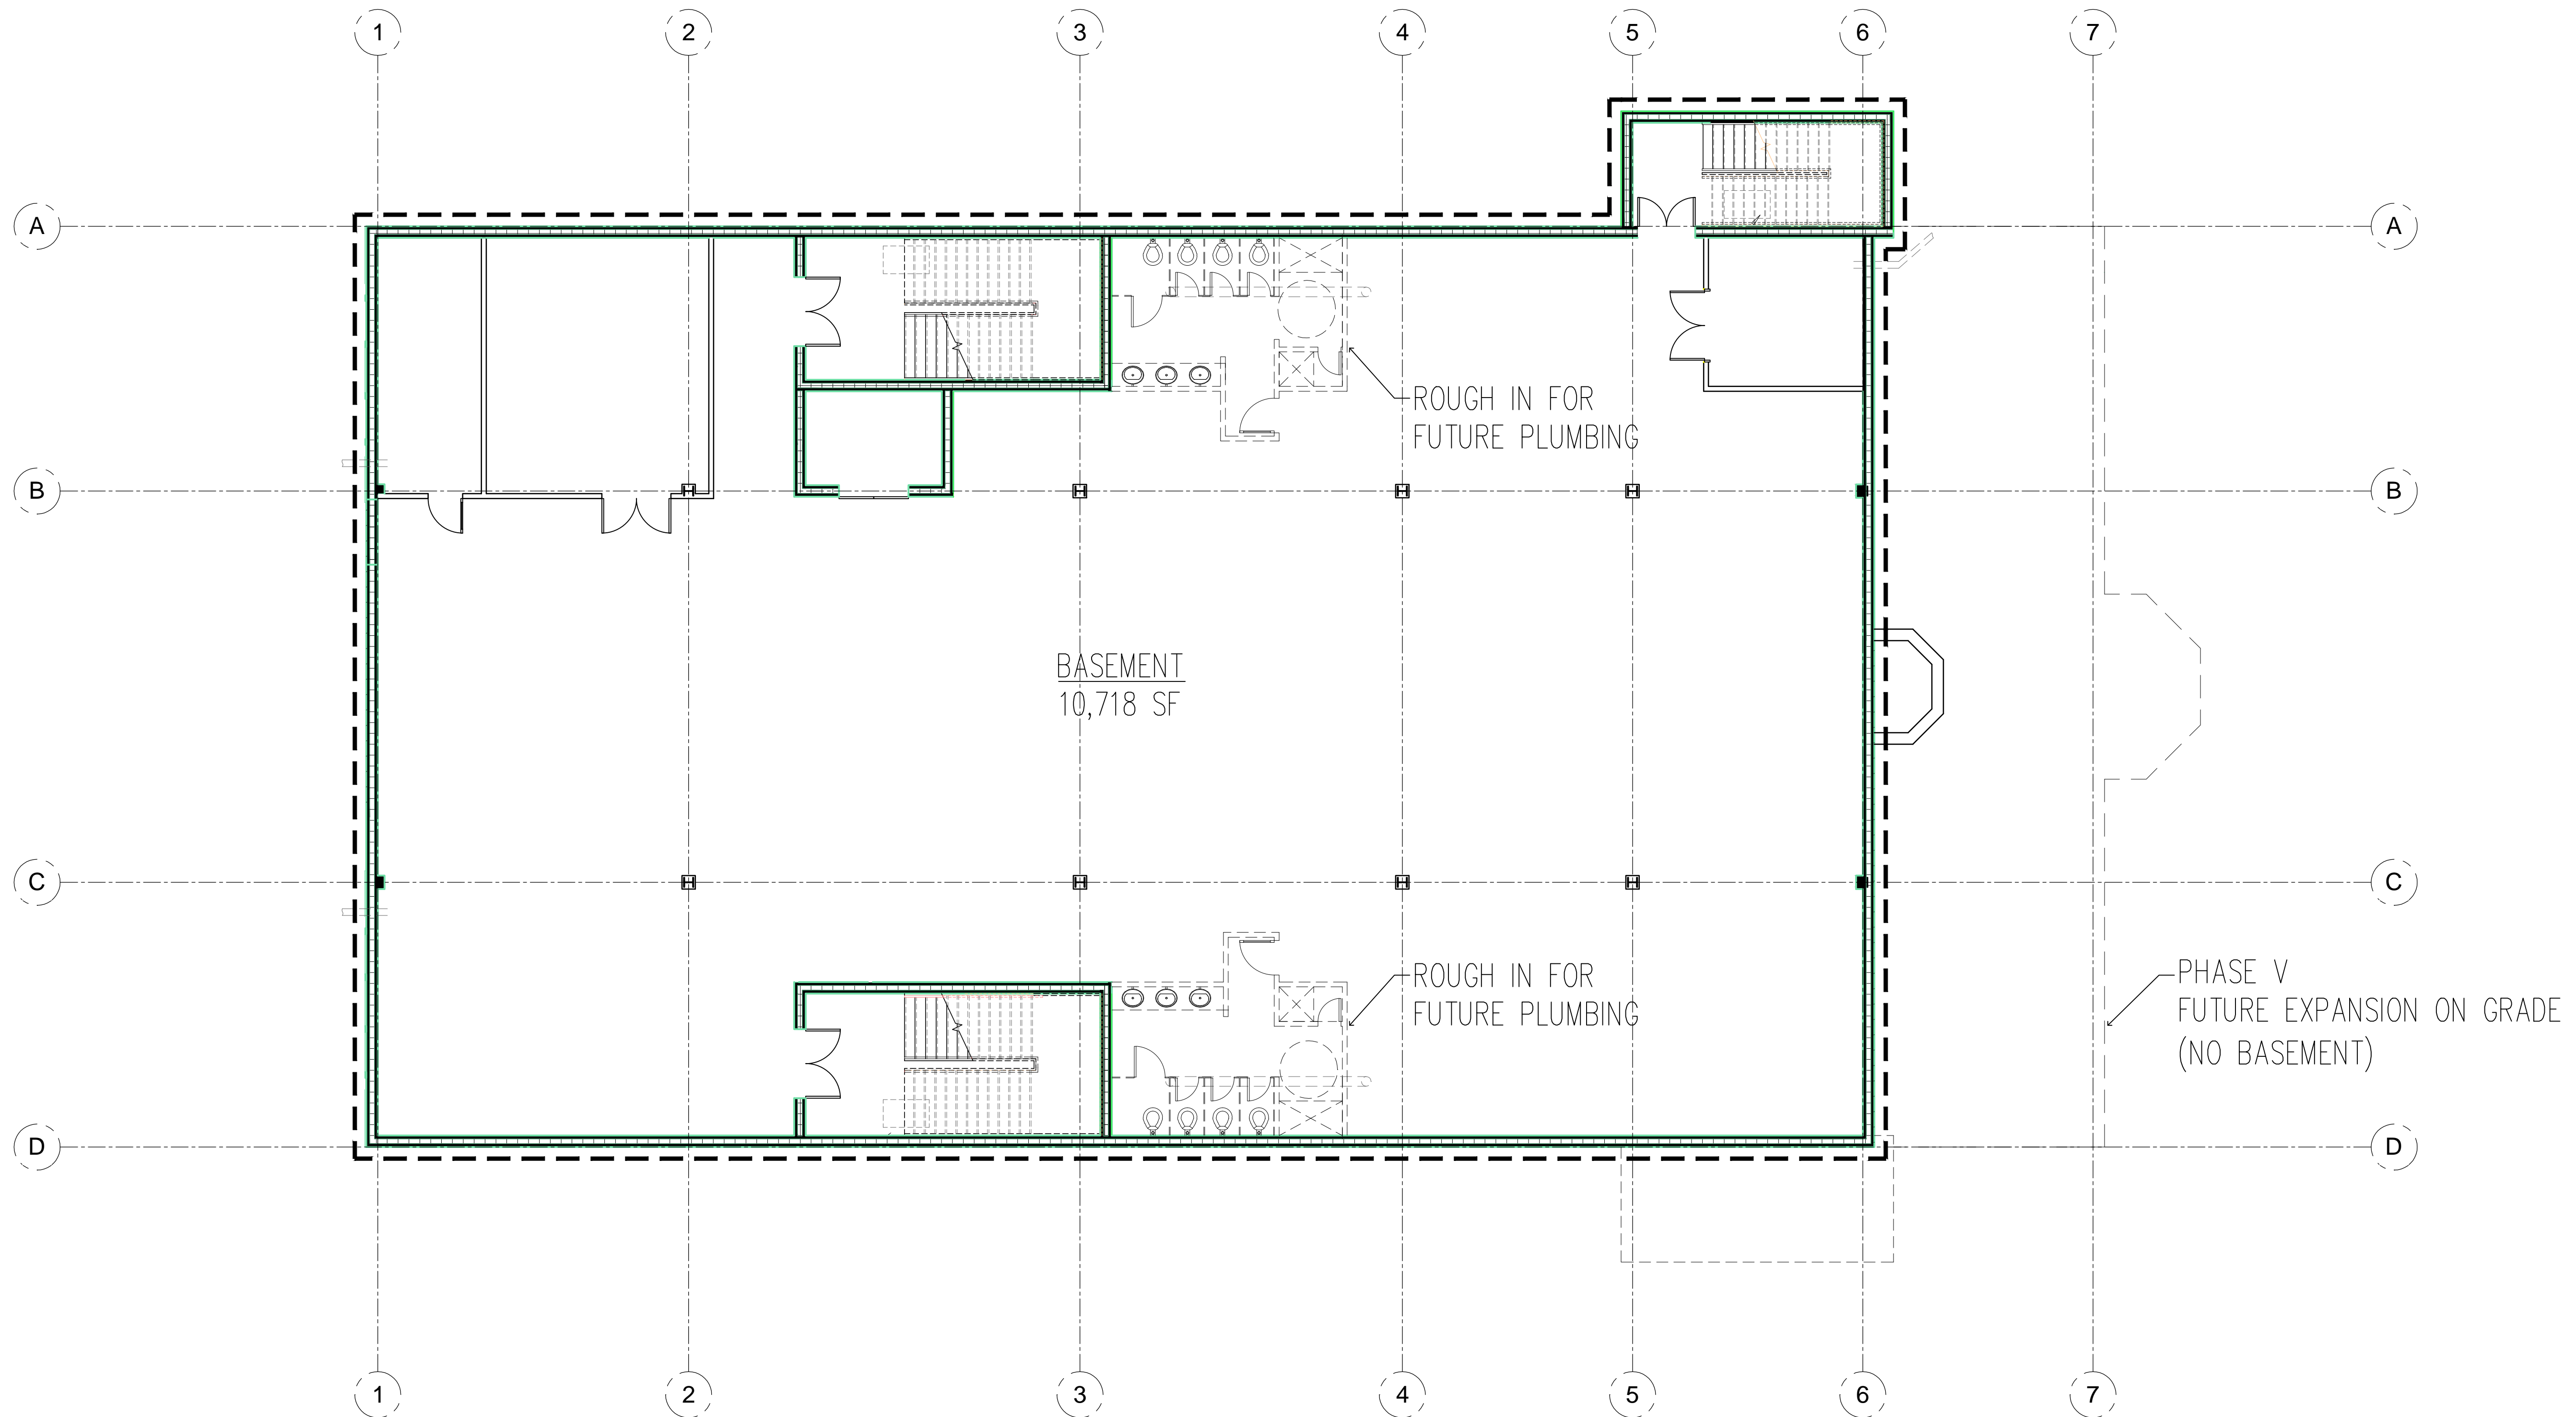 1 2 3 4 5 6 7
A A
ROUGH IN FOR
FUTURE PLUMBING
B B
BASEMENT
10,718 SF
C C
ROUGH IN FOR
FUTURE PLUMBING
PHASE V
FUTURE EXPANSION ON GRADE
(NO BASEMENT)
D D
1 2 3 4 5 6 7